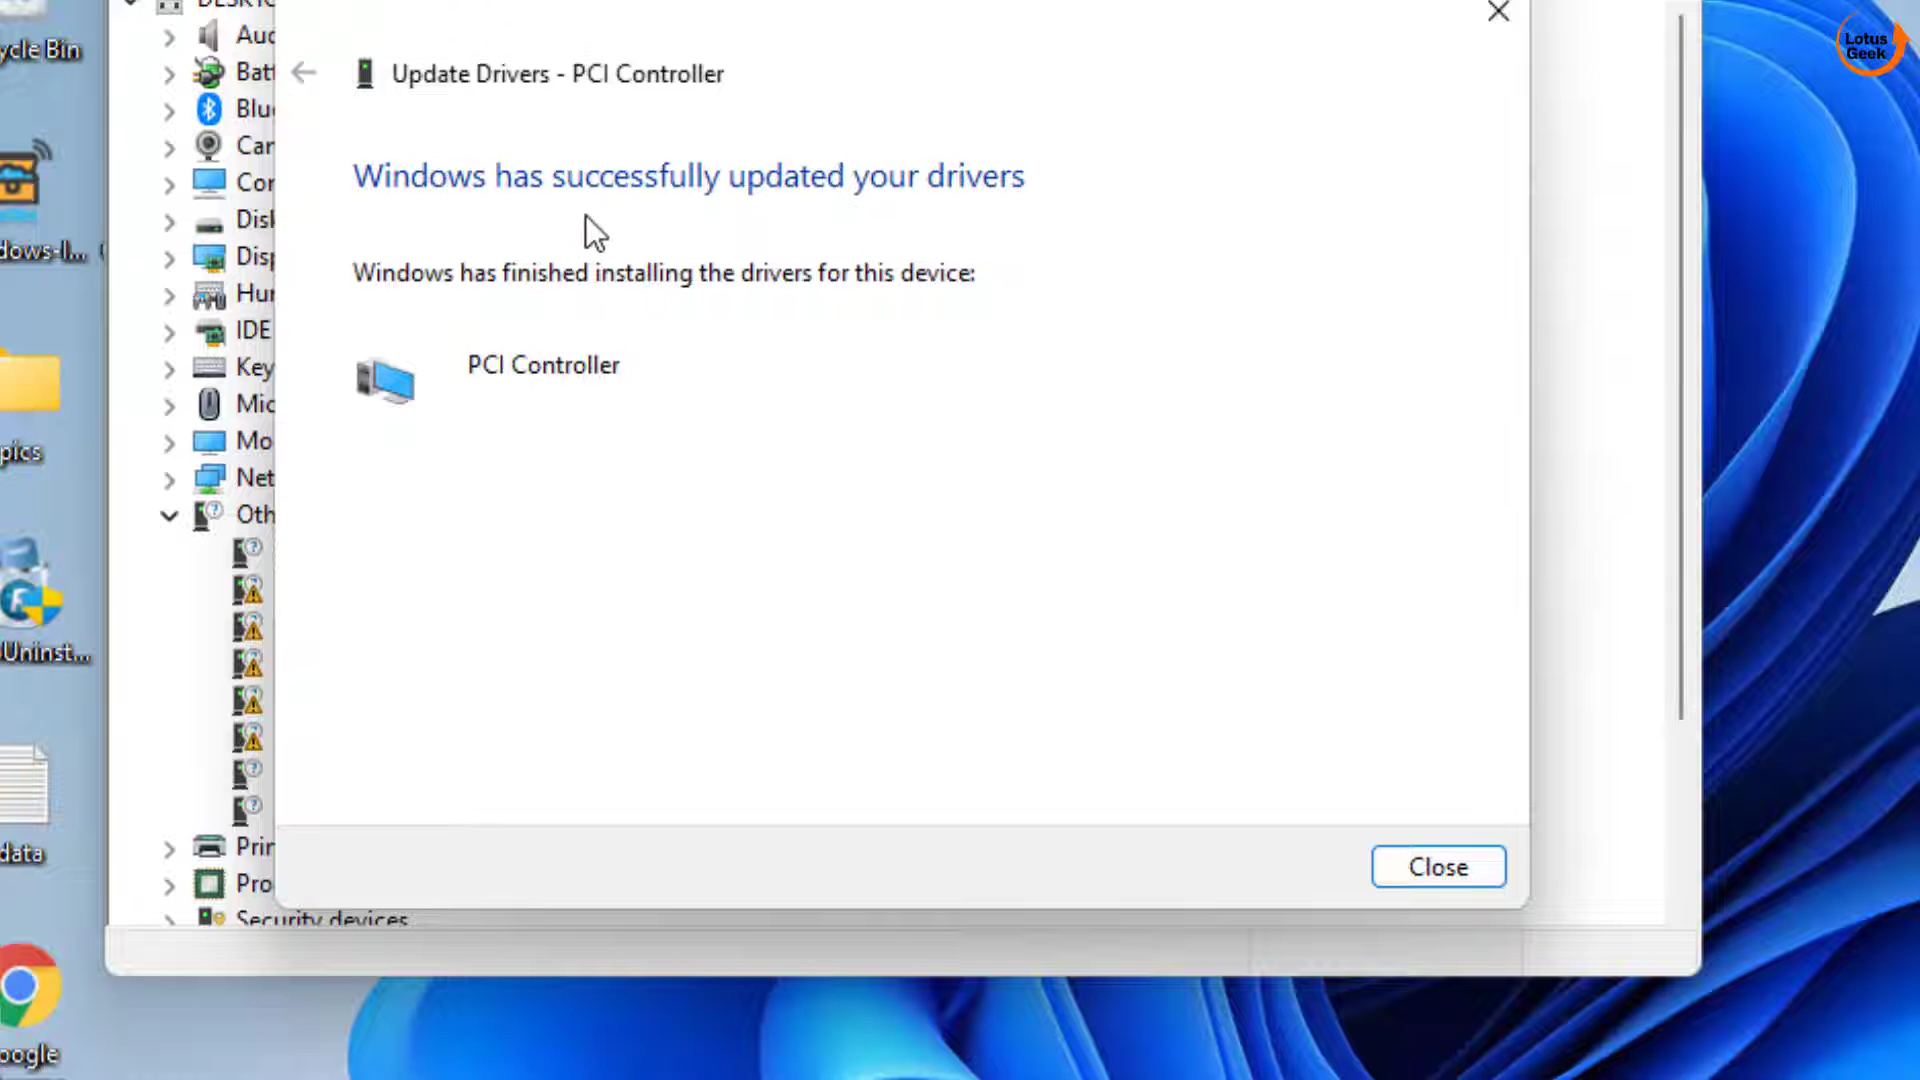 Lotus
Geek
ycle Bin
dows-I...
pics
Uninst...
data
oogle
Auc
Batt
Blu
Car
Cor
Disk
Disp
Hur
IDE
Key
Mic
Mo
Net
Oth
Prin
Pro
Security devices
Update Drivers - PCI Controller
Windows has successfully updated your drivers
Windows has finished installing the drivers for this device:
PCI Controller
Close